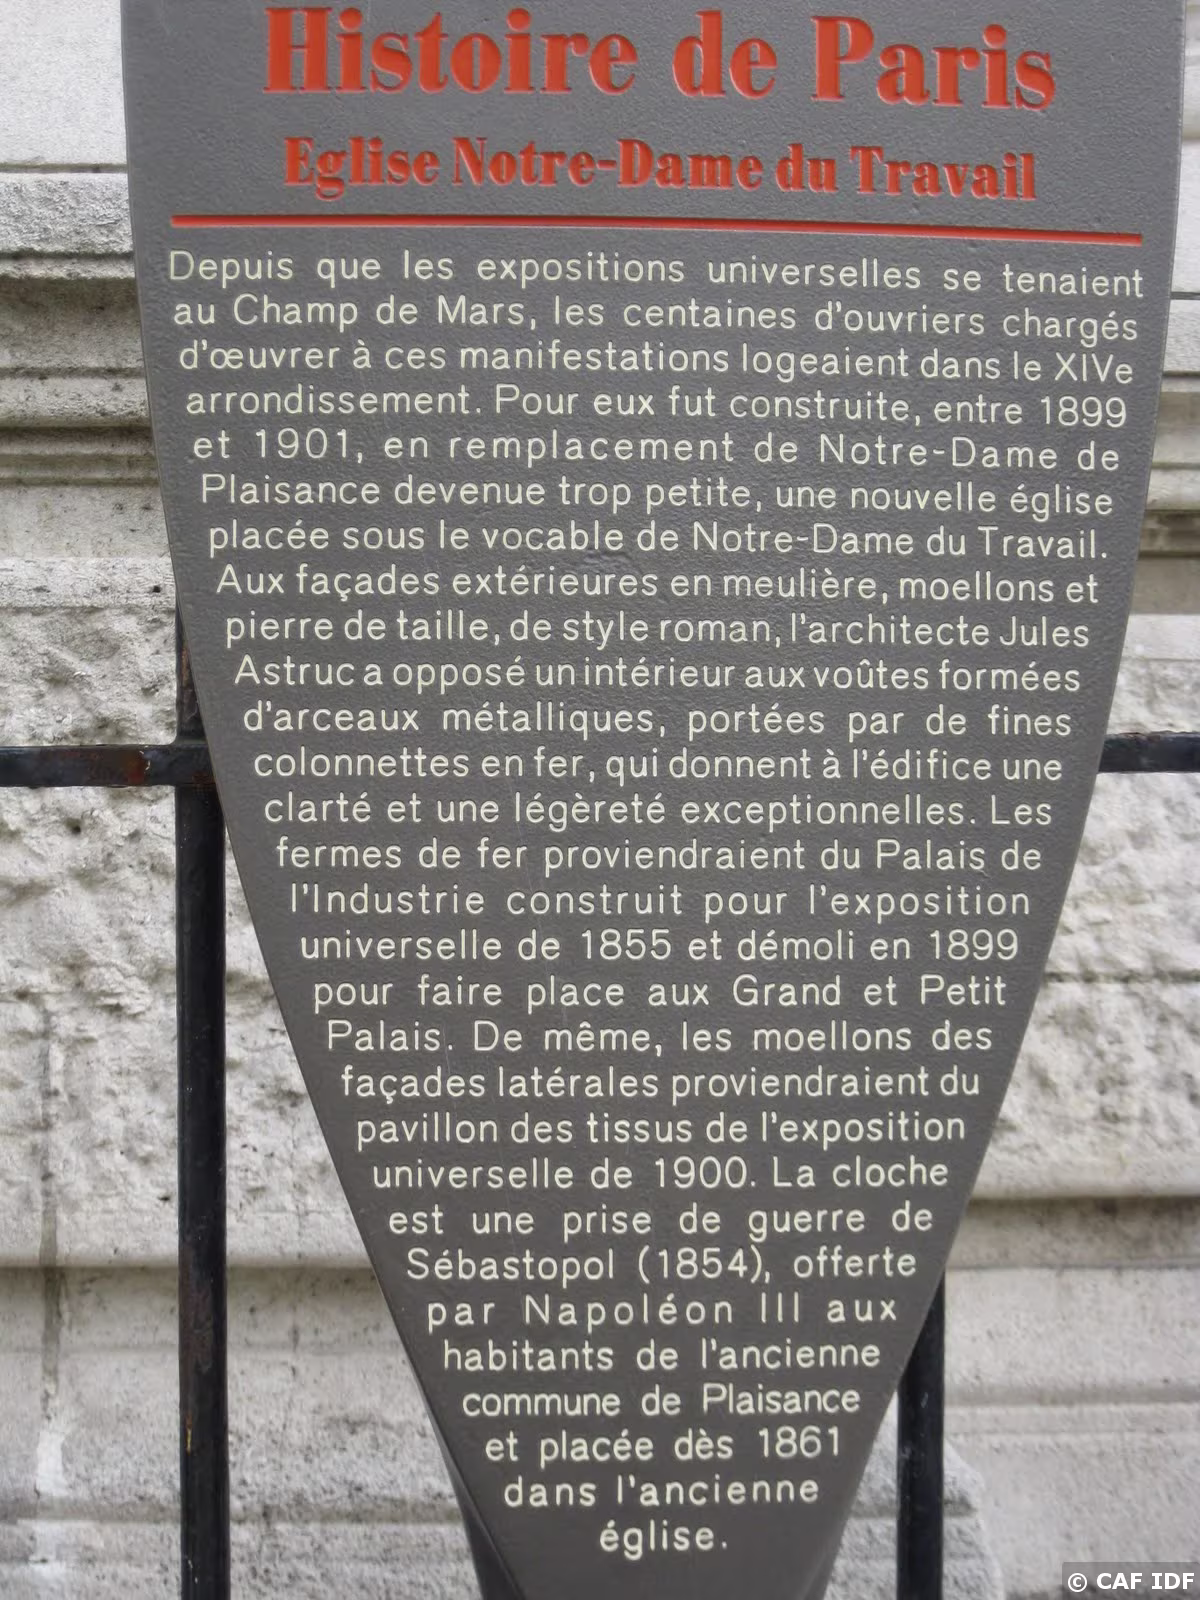 Histoire de Paris
Eglise Notre-Dame du Travail
Depuis que les expositions universelles se tenaient
au Champ de Mars, les centaines d'ouvriers chargés
d'œuvrer à ces manifestations logeaient dans le XIVe
arrondissement. Pour eux fut construite, entre 1899
et 1901, en remplacement de Notre-Dame de
Plaisance devenue trop petite, une nouvelle église
placée sous le vocable de Notre-Dame du Travail.
Aux façades extérieures en meulière, moellons et
pierre de taille, de style roman, l'architecte Jules
Astruc a opposé un intérieur aux voûtes formées
d'arceaux métalliques, portées par de fines
colonnettes en fer, qui donnent à l'édifice une
clarté et une légèreté exceptionnelles. Les
fermes de fer proviendraient du Palais de
l'Industrie construit pour l'exposition
universelle de 1855 et démoli en 1899
pour faire place aux Grand et Petit
Palais. De même, les moellons des
façades latérales proviendraient du
pavillon des tissus de l'exposition
universelle de 1900. La cloche
est une prise de guerre de
Sébastopol (1854), offerte
par Napoléon III aux
habitants de l'ancienne
commune de Plaisance
et placée dès 1861
dans l'ancienne
église.
© CAF IDF